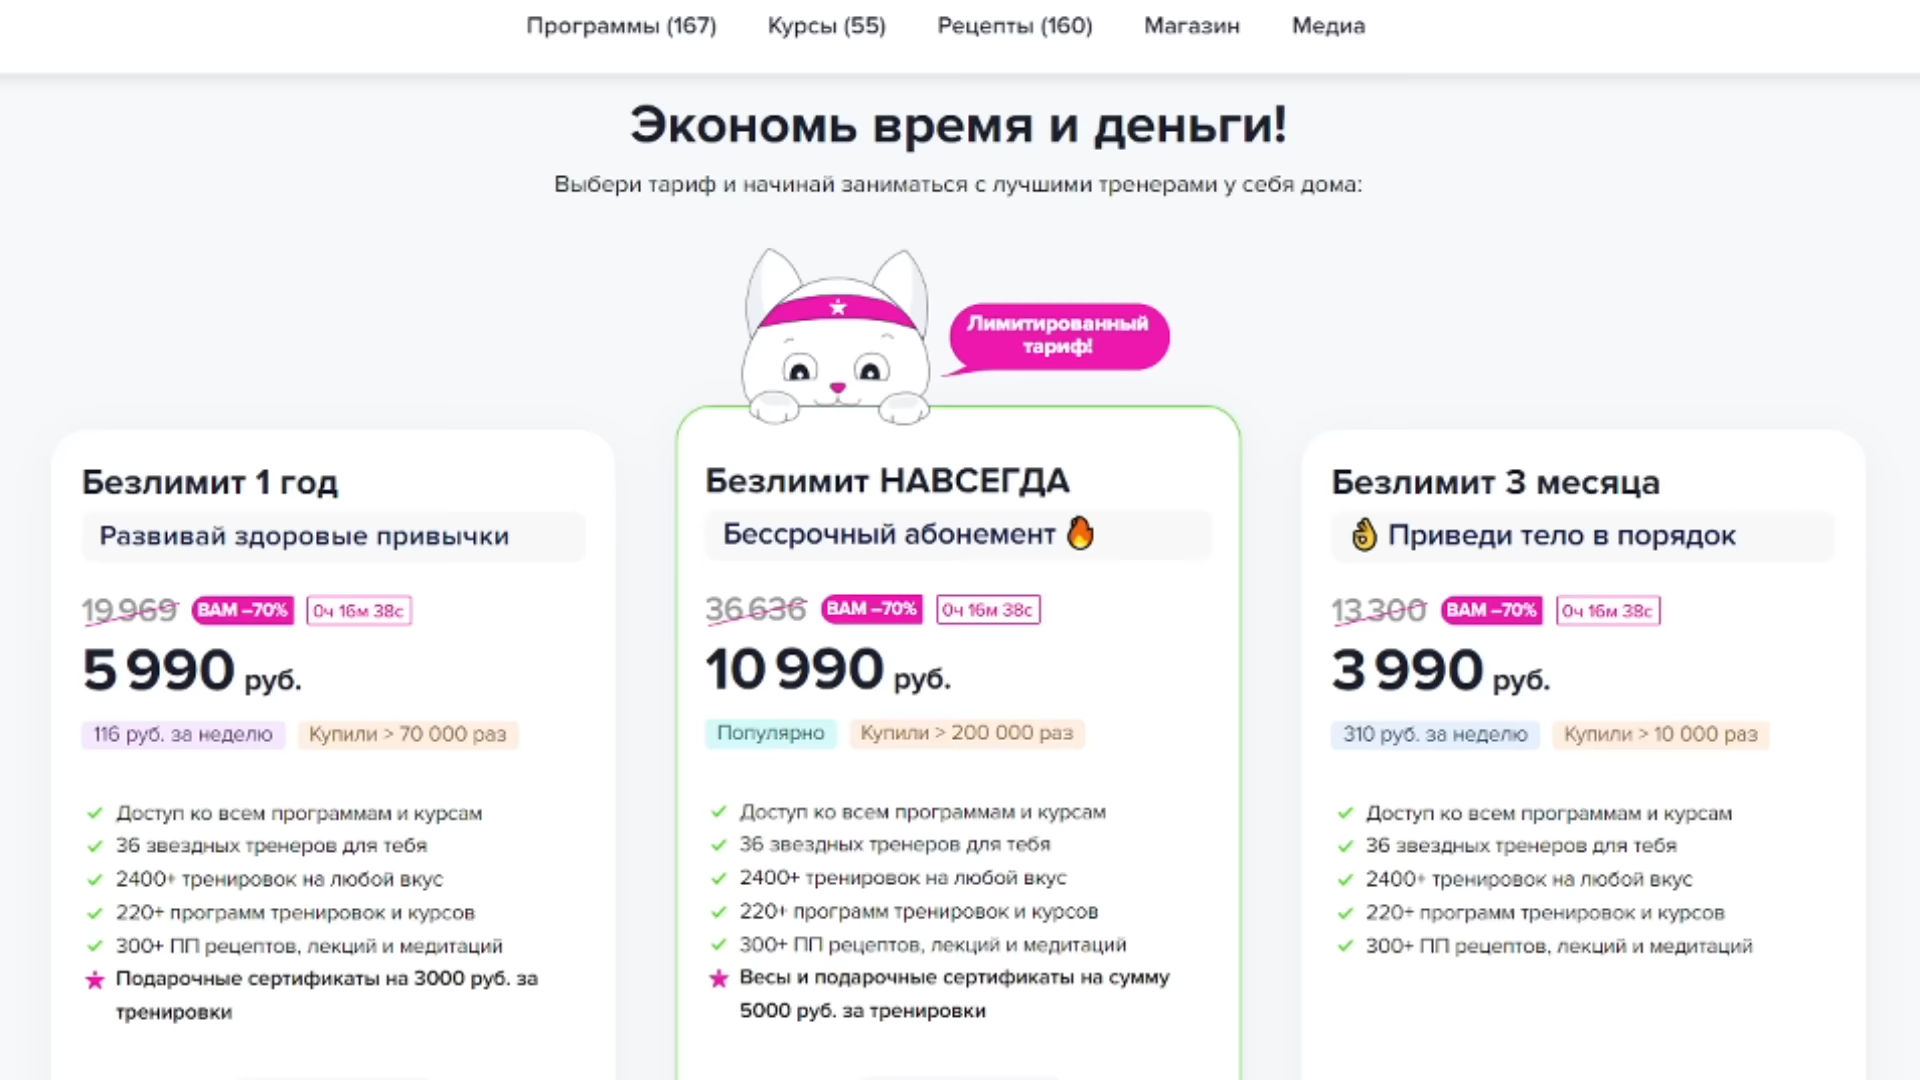 Программы (167) Курсы (55) Рецепты (160) Магазин Медиа
Экономь время и деньги!
Выбери тариф и начинай заниматься с лучшими тренерами у себя дома:
Лимитированный
тариф!
Безлимит 1 год
Развивай здоровые привычки
19 969 ВАМ –70% 0ч 16м 38с
5 990 руб.
116 руб. за неделю Купили > 70 000 раз
Доступ ко всем программам и курсам
36 звездных тренеров для тебя
2400+ тренировок на любой вкус
220+ программ тренировок и курсов
300+ ПП рецептов, лекций и медитаций
Подарочные сертификаты на 3000 руб. за
тренировки
Безлимит НАВСЕГДА
Бессрочный абонемент 🔥
36 636 ВАМ –70% 0ч 16м 38с
10 990 руб.
Популярно Купили > 200 000 раз
Доступ ко всем программам и курсам
36 звездных тренеров для тебя
2400+ тренировок на любой вкус
220+ программ тренировок и курсов
300+ ПП рецептов, лекций и медитаций
Весы и подарочные сертификаты на сумму
5000 руб. за тренировки
Безлимит 3 месяца
👌 Приведи тело в порядок
13 300 ВАМ –70% 0ч 16м 38с
3 990 руб.
310 руб. за неделю Купили > 10 000 раз
Доступ ко всем программам и курсам
36 звездных тренеров для тебя
2400+ тренировок на любой вкус
220+ программ тренировок и курсов
300+ ПП рецептов, лекций и медитаций